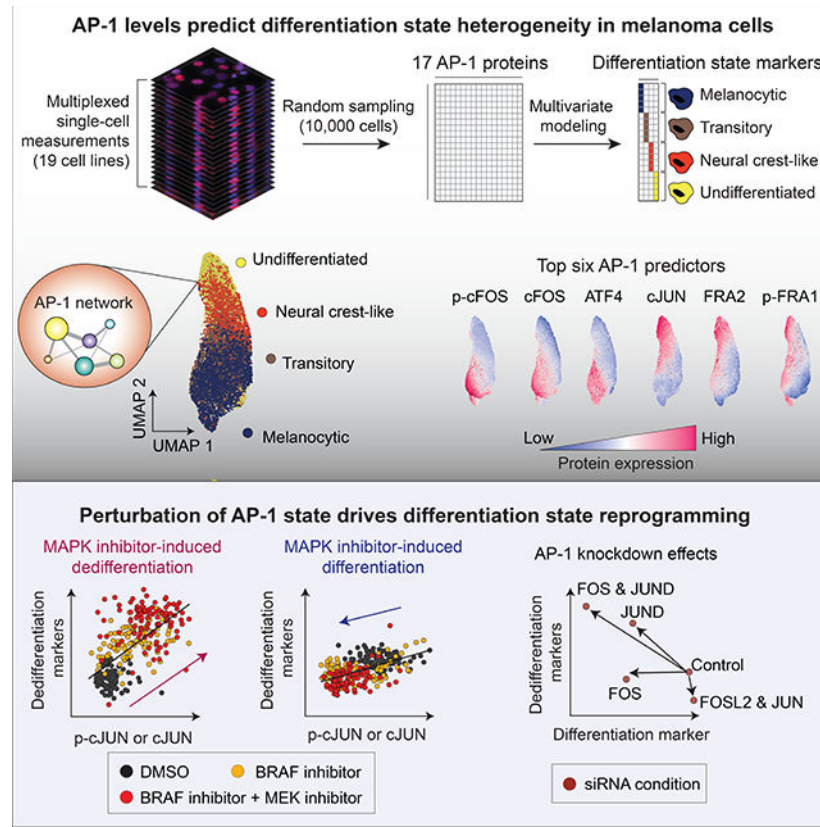 AP-1 levels predict differentiation state heterogeneity in melanoma cells
Multiplexed
single-cell
measurements
(19 cell lines)
Random sampling
(10,000 cells)
17 AP-1 proteins
Multivariate
modeling
Differentiation state markers
Melanocytic
Transitory
Neural crest-like
Undifferentiated
AP-1 network
UMAP 2
UMAP 1
Undifferentiated
Neural crest-like
Transitory
Melanocytic
Top six AP-1 predictors
p-cFOS cFOS ATF4 cJUN FRA2 p-FRA1
Low High
Protein expression
Perturbation of AP-1 state drives differentiation state reprogramming
MAPK inhibitor-induced
dedifferentiation
Dedifferentiation
markers
p-cJUN or cJUN
MAPK inhibitor-induced
differentiation
Dedifferentiation
markers
p-cJUN or cJUN
DMSO BRAF inhibitor
BRAF inhibitor + MEK inhibitor
AP-1 knockdown effects
Dedifferentiation
markers
FOS & JUND
JUND
Control
FOS
FOSL2 & JUN
Differentiation marker
siRNA condition